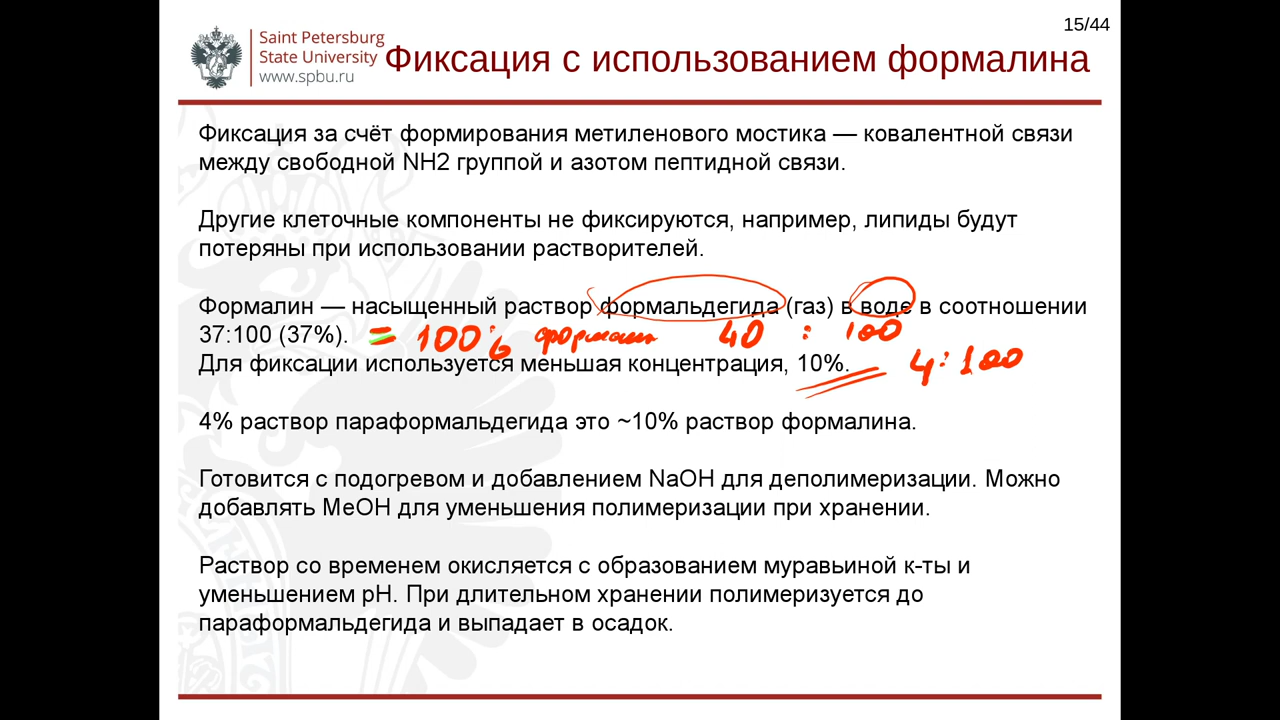 15/44
Saint Petersburg
State University
www.spbu.ru
Фиксация с использованием формалина
Фиксация за счёт формирования метиленового мостика — ковалентной связи
между свободной NH2 группой и азотом пептидной связи.
Другие клеточные компоненты не фиксируются, например, липиды будут
потеряны при использовании растворителей.
Формалин — насыщенный раствор формальдегида (газ) в воде в соотношении
37:100 (37%). = 100% формалин 40 : 100
Для фиксации используется меньшая концентрация, 10%. 4:100
4% раствор параформальдегида это ~10% раствор формалина.
Готовится с подогревом и добавлением NaOH для деполимеризации. Можно
добавлять MeOH для уменьшения полимеризации при хранении.
Раствор со временем окисляется с образованием муравьиной к-ты и
уменьшением pH. При длительном хранении полимеризуется до
параформальдегида и выпадает в осадок.